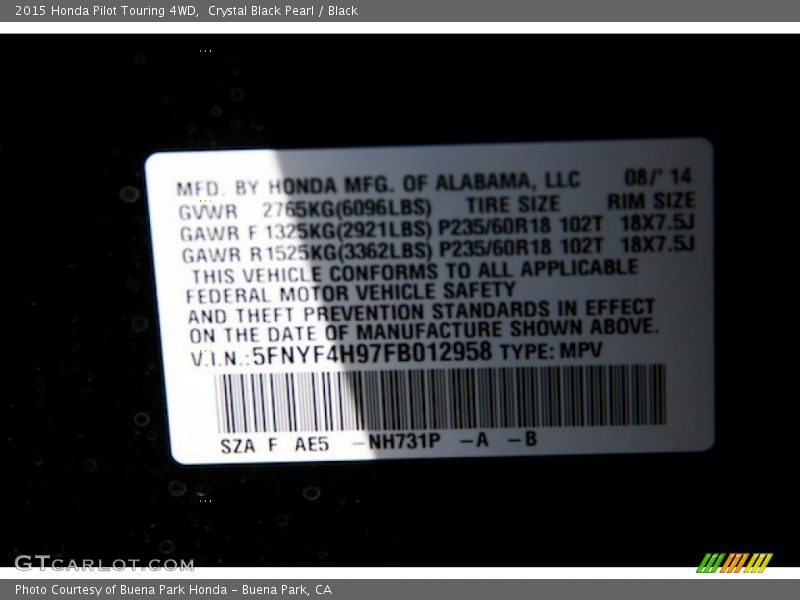 2015 Honda Pilot Touring 4WD,  Crystal Black Pearl / Black
MFD. BY HONDA MFG. OF ALABAMA, LLC 08/' 14
GVWR 2765KG(6096LBS) TIRE SIZE RIM SIZE
GAWR F 1325KG(2921LBS) P235/60R18 102T 18X7.5J
GAWR R 1525KG(3362LBS) P235/60R18 102T 18X7.5J
THIS VEHICLE CONFORMS TO ALL APPLICABLE
FEDERAL MOTOR VEHICLE SAFETY
AND THEFT PREVENTION STANDARDS IN EFFECT
ON THE DATE OF MANUFACTURE SHOWN ABOVE.
V.I.N.: 5FNYF4H97FB012958 TYPE: MPV
SZA F AE5 -NH731P -A -B
GTCARLOT.COM
Photo Courtesy of Buena Park Honda - Buena Park, CA